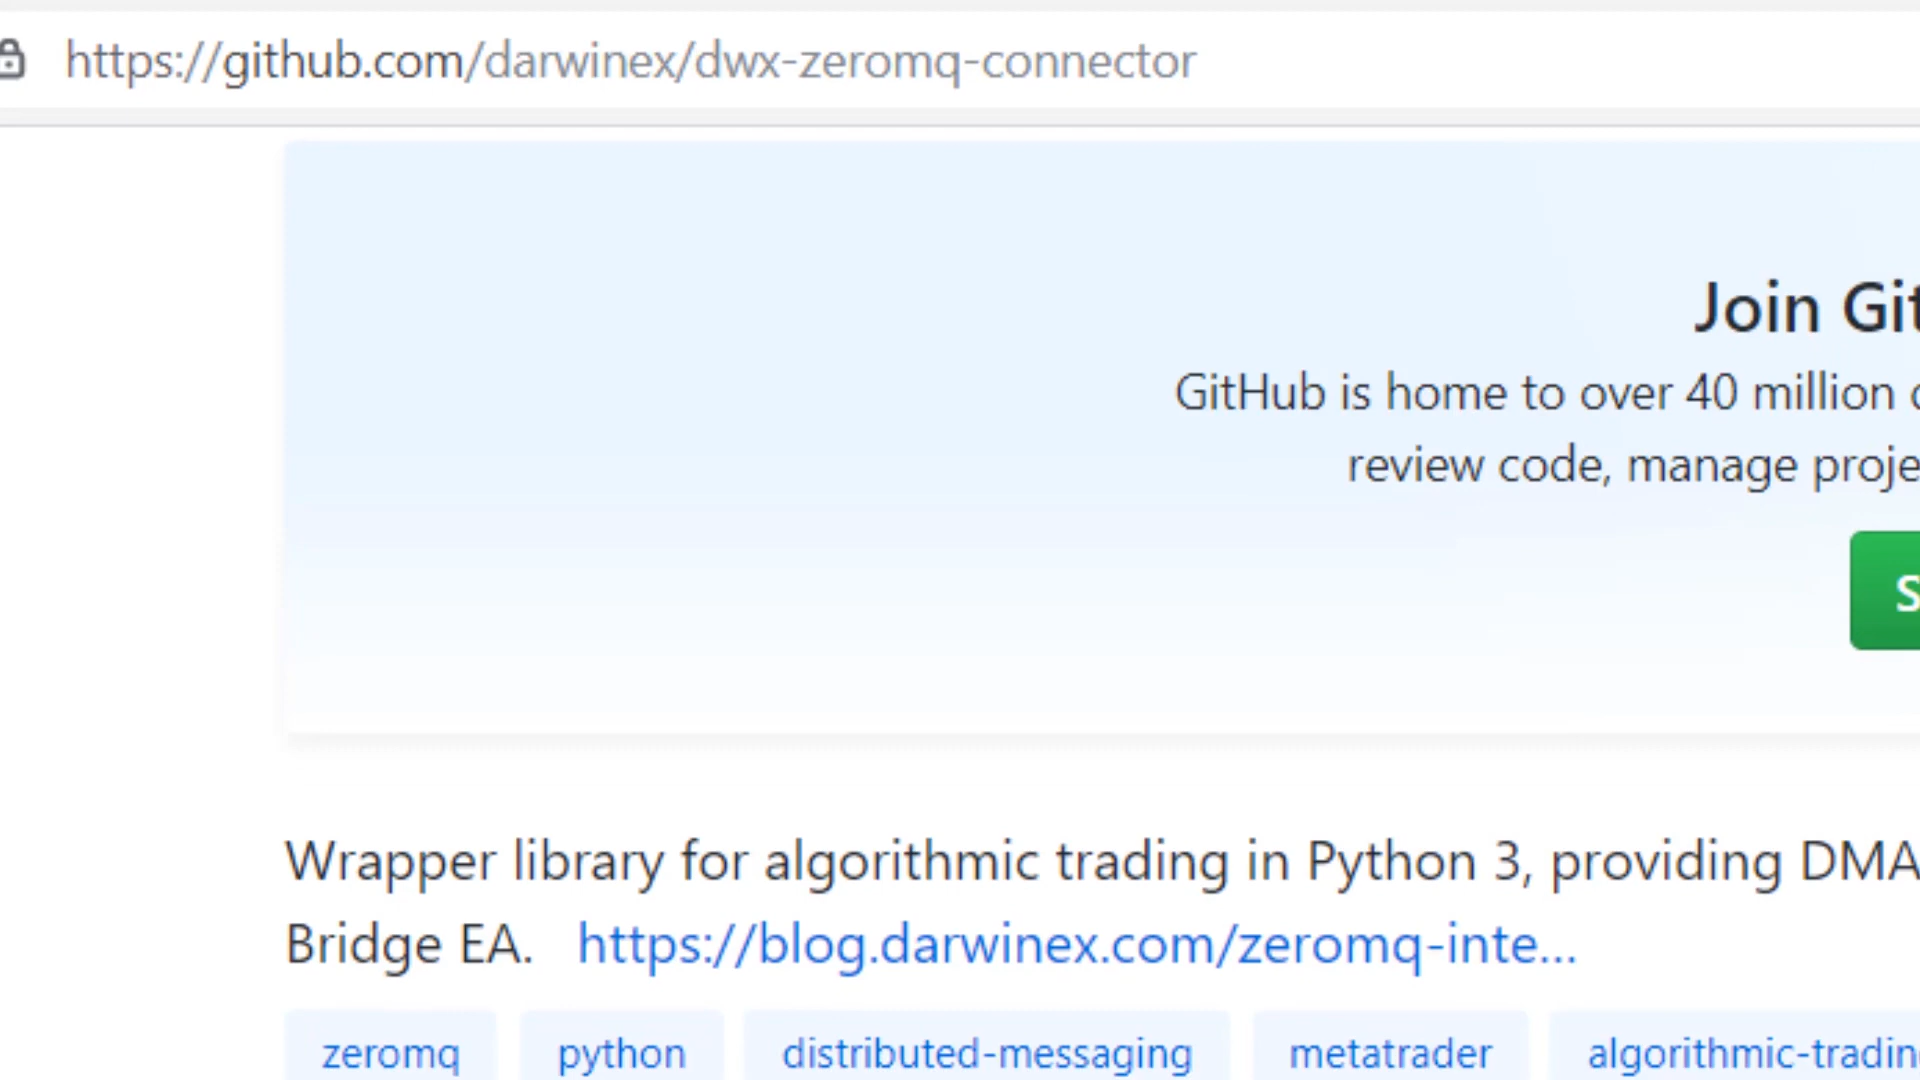 https://github.com/darwinex/dwx-zeromq-connector
Join Git
GitHub is home to over 40 million
review code, manage proje
S
Wrapper library for algorithmic trading in Python 3, providing DMA
Bridge EA. https://blog.darwinex.com/zeromq-inte...
zeromq python distributed-messaging metatrader algorithmic-trading